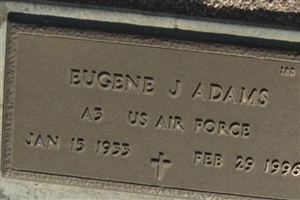 EUGENE J ADAMS
A3 US AIR FORCE
JAN 15 1935
FEB 29 1996